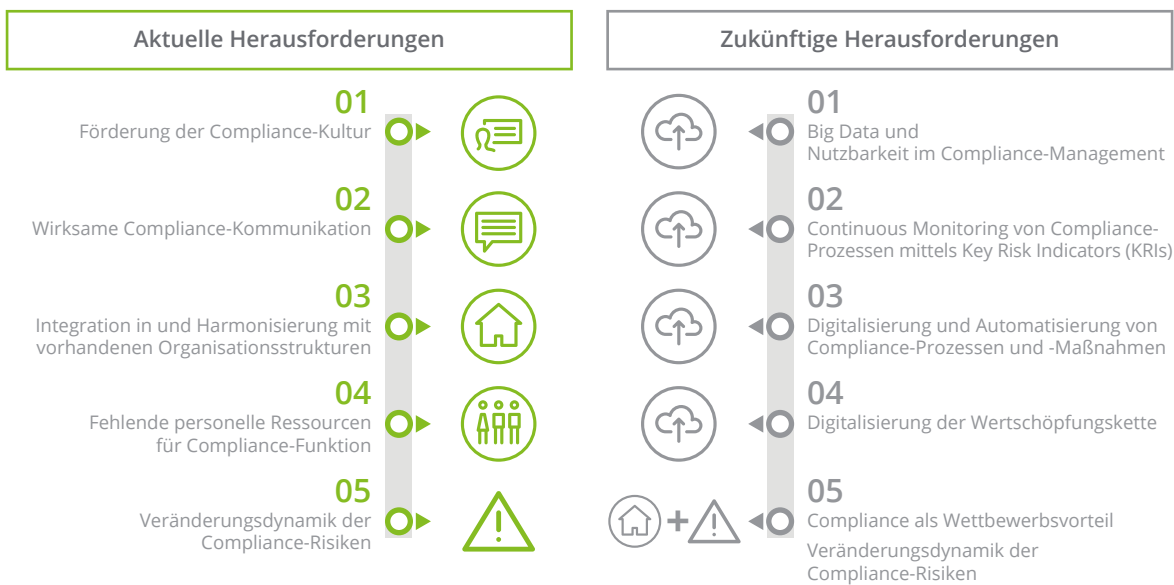 Aktuelle Herausforderungen
01
Förderung der Compliance-Kultur
02
Wirksame Compliance-Kommunikation
03
Integration in und Harmonisierung mit
vorhandenen Organisationsstrukturen
04
Fehlende personelle Ressourcen
für Compliance-Funktion
05
Veränderungsdynamik der
Compliance-Risiken
Zukünftige Herausforderungen
01
Big Data und
Nutzbarkeit im Compliance-Management
02
Continuous Monitoring von Compliance-
Prozessen mittels Key Risk Indicators (KRIs)
03
Digitalisierung und Automatisierung von
Compliance-Prozessen und -Maßnahmen
04
Digitalisierung der Wertschöpfungskette
05
Compliance als Wettbewerbsvorteil
Veränderungsdynamik der
Compliance-Risiken